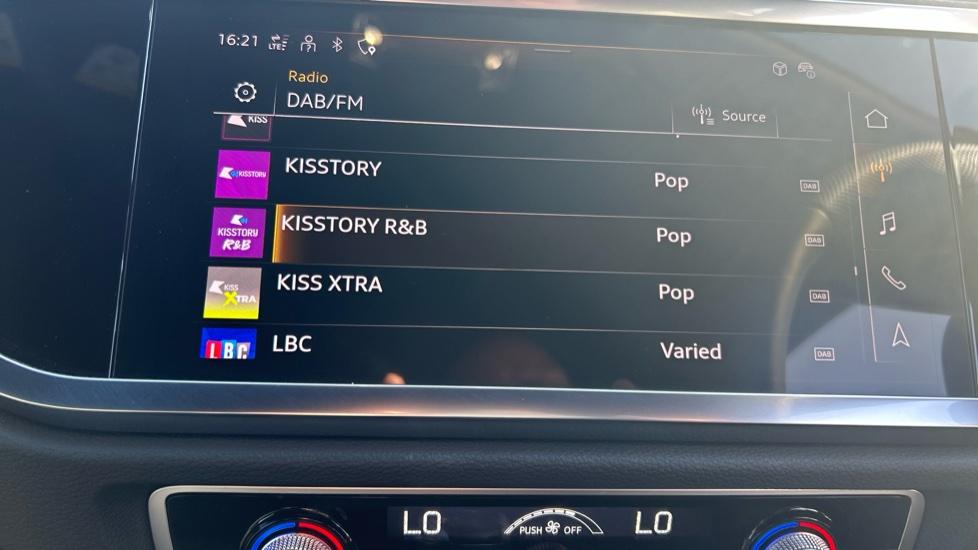 16:21 LTE
Radio
DAB/FM
Source
KISS
KISSTORY
KISSTORY
Pop
DAB
KISSTORY
R&B
KISSTORY R&B
Pop
DAB
KISS
XTRA
KISS XTRA
Pop
DAB
LBC
LBC
Varied
DAB
LO
PUSH OFF
LO